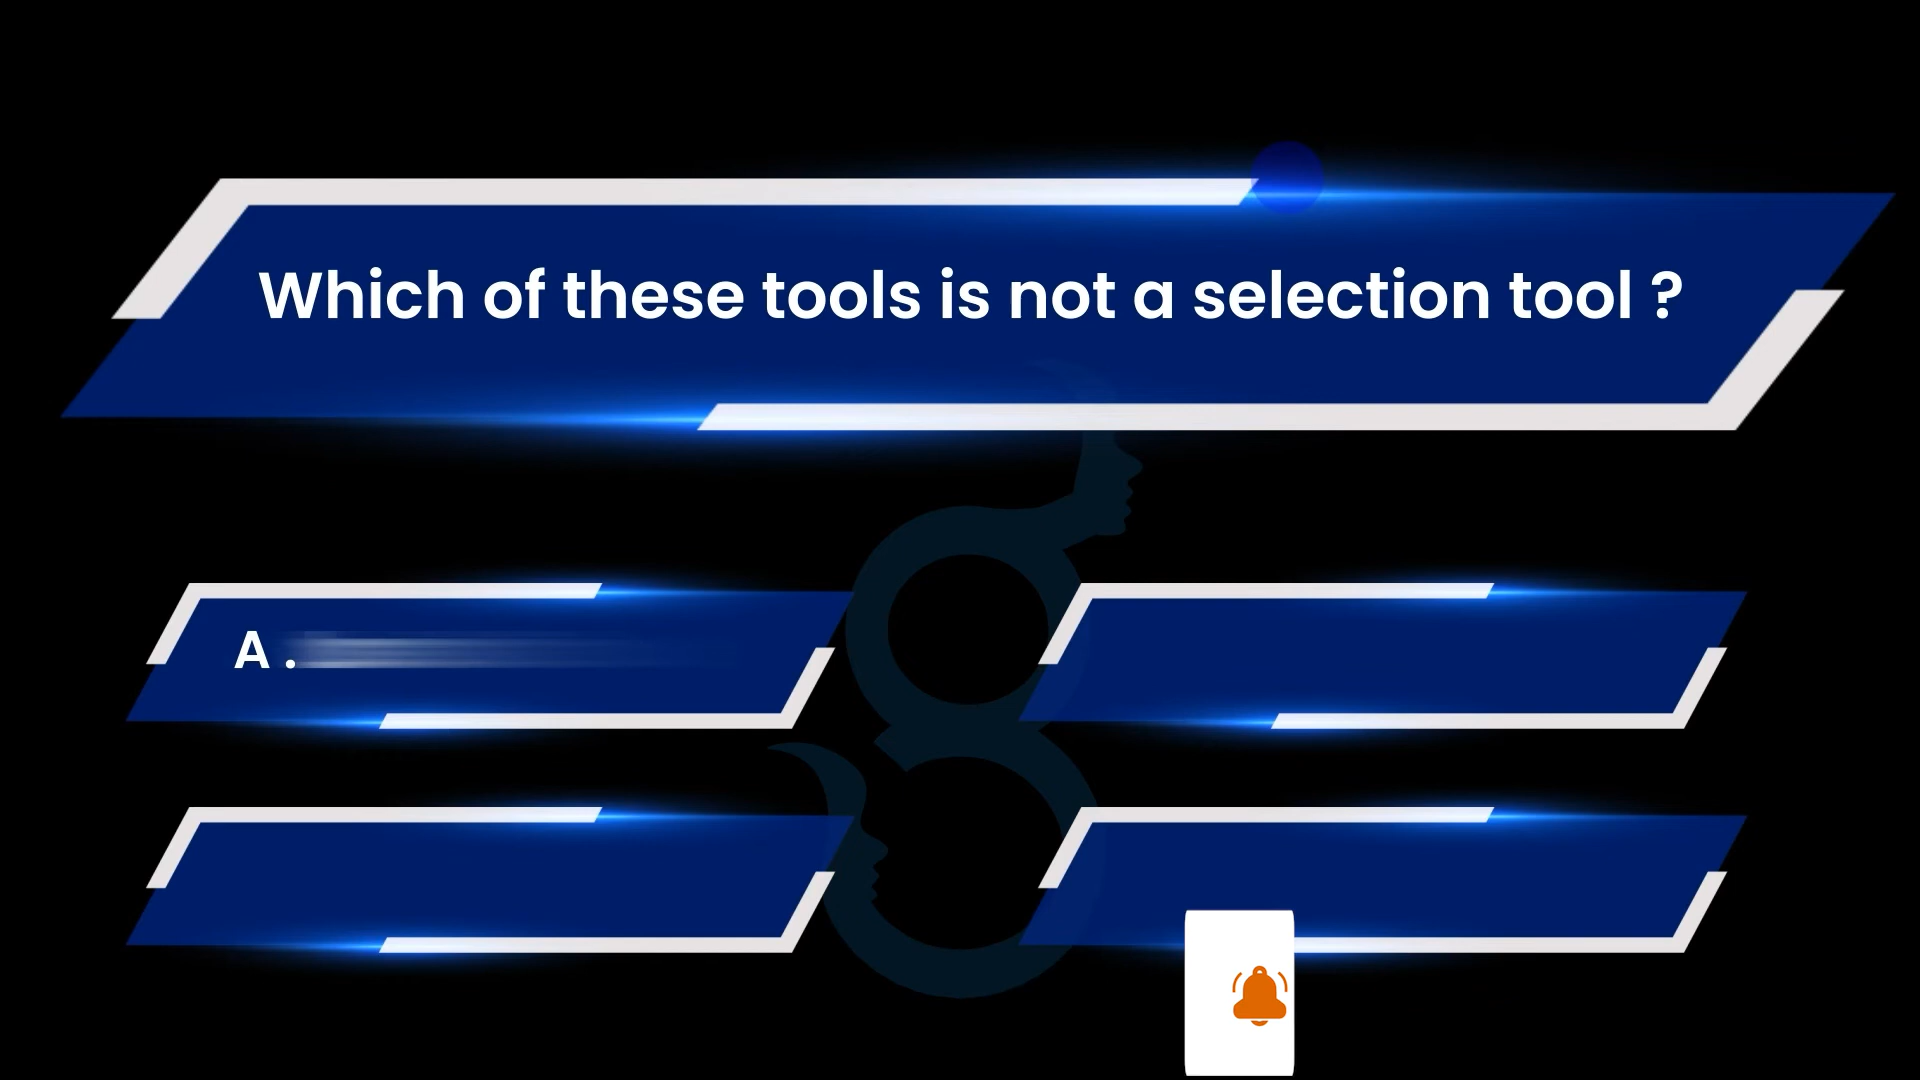 Which of these tools is not a selection tool ?
A .